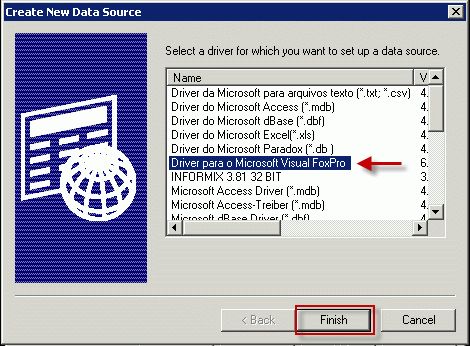 Create New Data Source
Select a driver for which you want to set up a data source.
Name V
Driver da Microsoft para arquivos texto (*.txt; *.csv) 4.
Driver do Microsoft Access (*.mdb) 4.
Driver do Microsoft dBase (*.dbf) 4.
Driver do Microsoft Excel(*.xls) 4.
Driver do Microsoft Paradox (*.db ) 4.
Driver para o Microsoft Visual FoxPro 6.
INFORMIX 3.81 32 BIT 3.
Microsoft Access Driver (*.mdb) 4.
Microsoft Access-Treiber (*.mdb) 4.
Microsoft dBase Driver (*.dbf) 4.
< Back Finish Cancel